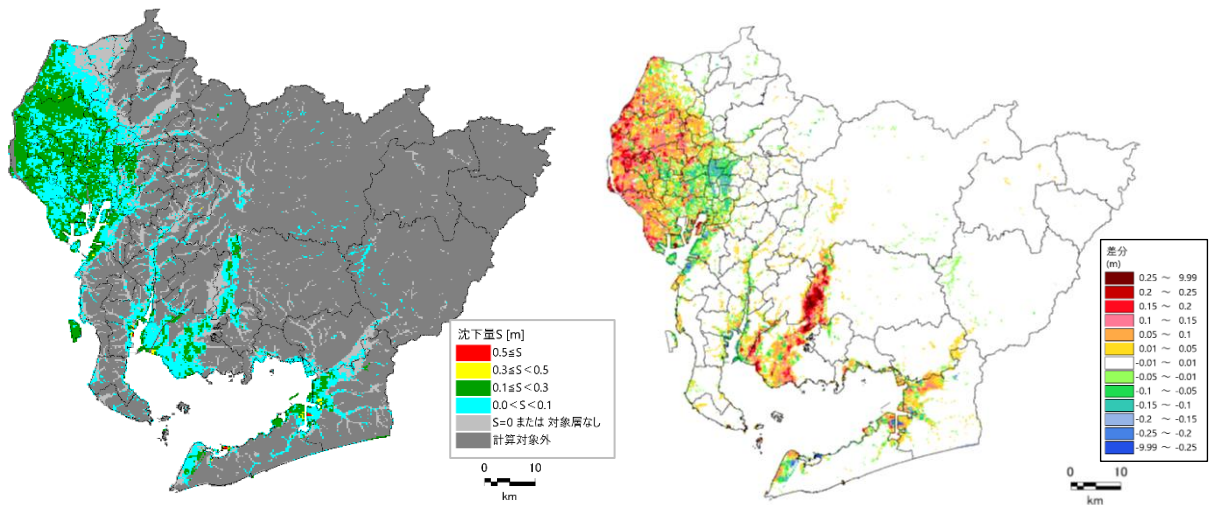 沈下量S [m]
0.5≦S
0.3≦S<0.5
0.1≦S<0.3
0.0<S<0.1
S=0 または 対象層なし
計算対象外
0 10
km
差分
(m)
0.25 ~ 9.99
0.2 ~ 0.25
0.15 ~ 0.2
0.1 ~ 0.15
0.05 ~ 0.1
0.01 ~ 0.05
-0.01 ~ 0.01
-0.05 ~ -0.01
-0.1 ~ -0.05
-0.15 ~ -0.1
-0.2 ~ -0.15
-0.25 ~ -0.2
-9.99 ~ -0.25
0 10
km